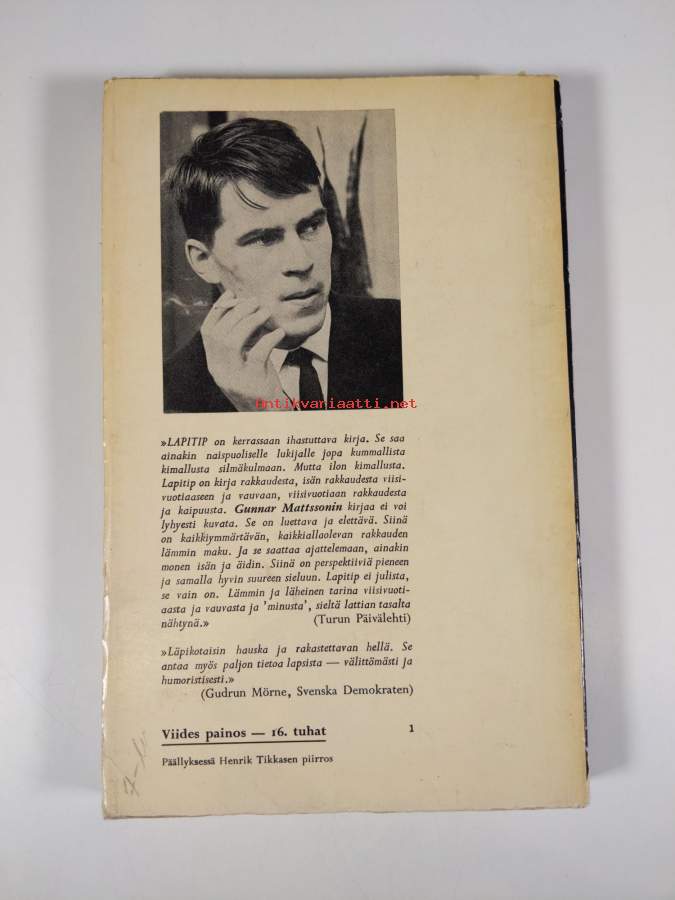 antikvariaatti.net
»LAPITIP on kerrassaan ihastuttava kirja. Se saa
ainakin naispuoliselle lukijalle jopa kummallista
kimallusta silmäkulmaan. Mutta ilon kimallusta.
Lapitip on kirja rakkaudesta, isän rakkaudesta viisi-
vuotiaaseen ja vauvaan, viisivuotiaan rakkaudesta
ja kaipuusta. Gunnar Mattssonin kirjaa ei voi
lyhyesti kuvata. Se on luettava ja elettävä. Siinä
on kaikkiymmärtävän, kaikkiallaolevan rakkauden
lämmin maku. Ja se saattaa ajattelemaan, ainakin
monen isän ja äidin. Siinä on perspektiiviä pieneen
ja samalla hyvin suureen sieluun. Lapitip ei julista,
se vain on. Lämmin ja läheinen tarina viisivuoti-
aasta ja vauvasta ja 'minusta', sieltä lattian tasalta
nähtynä.» (Turun Päivälehti)
»Läpikotaisin hauska ja rakastettavan hellä. Se
antaa myös paljon tietoa lapsista — välittömästi ja
humoristisesti.»
(Gudrun Mörne, Svenska Demokraten)
Viides painos — 16. tuhat 1
Päällyksessä Henrik Tikkasen piirros